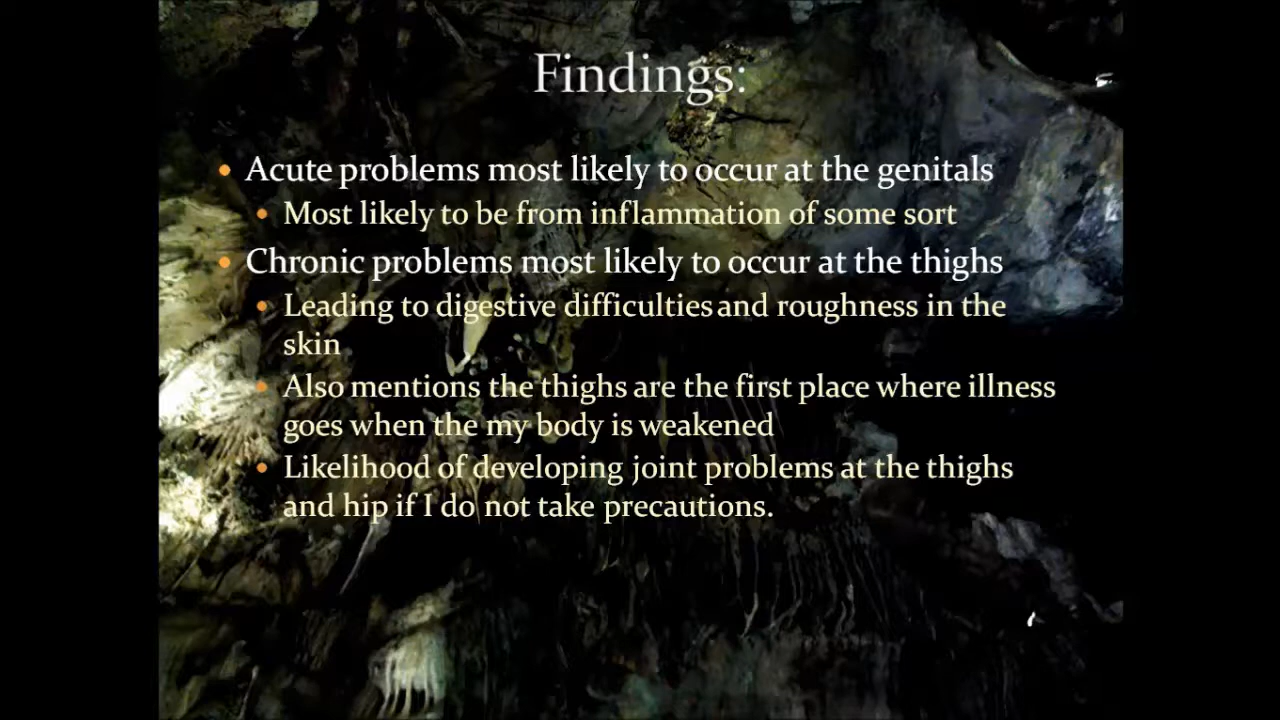 Findings:
• Acute problems most likely to occur at the genitals
• Most likely to be from inflammation of some sort
• Chronic problems most likely to occur at the thighs
• Leading to digestive difficulties and roughness in the
skin
• Also mentions the thighs are the first place where illness
goes when the my body is weakened
• Likelihood of developing joint problems at the thighs
and hip if I do not take precautions.